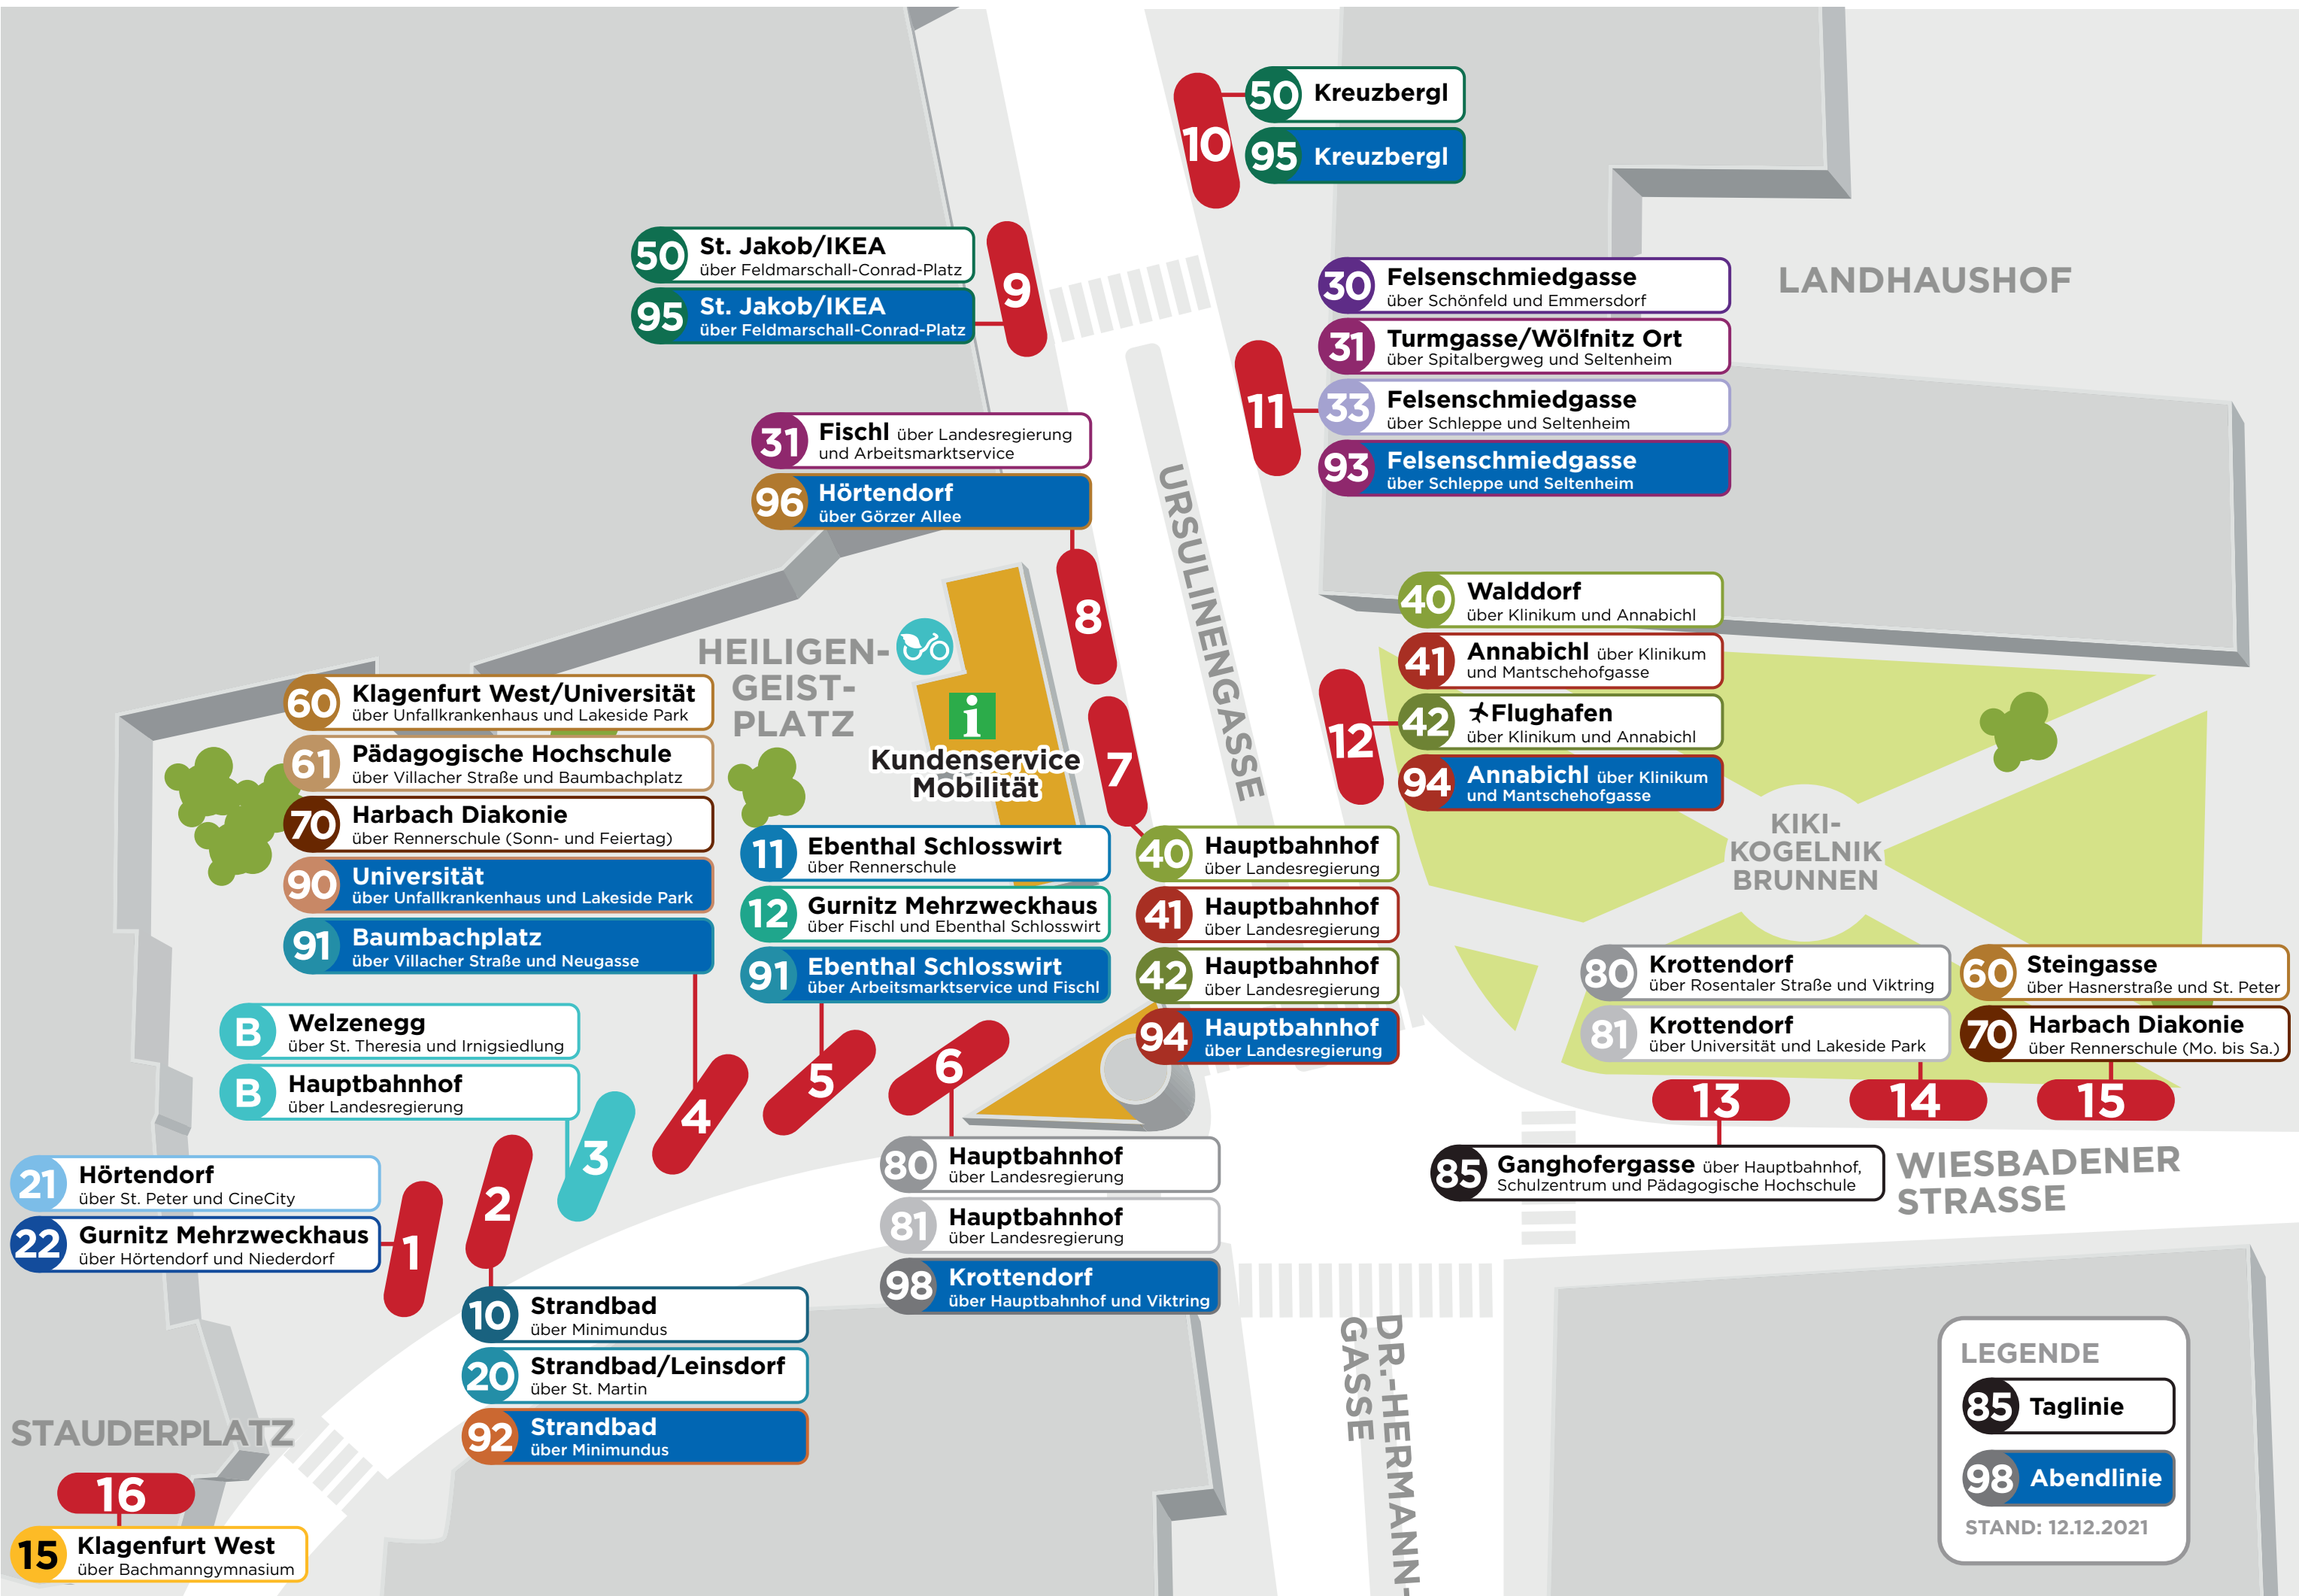 10
50 Kreuzbergl
95 Kreuzbergl
9
50 St. Jakob/IKEA
über Feldmarschall-Conrad-Platz
95 St. Jakob/IKEA
über Feldmarschall-Conrad-Platz
LANDHAUSHOF
11
30 Felsenschmiedgasse
über Schönfeld und Emmersdorf
31 Turmgasse/Wölfnitz Ort
über Spitalbergweg und Seltenheim
33 Felsenschmiedgasse
über Schleppe und Seltenheim
93 Felsenschmiedgasse
über Schleppe und Seltenheim
31 Fischl über Landesregierung
und Arbeitsmarktservice
96 Hörtendorf
über Görzer Allee
8
URSULINENGASSE
HEILIGEN-
GEIST-
PLATZ
i
Kundenservice
Mobilität
7
12
40 Walddorf
über Klinikum und Annabichl
41 Annabichl über Klinikum
und Mantschehofgasse
42 Flughafen
über Klinikum und Annabichl
94 Annabichl über Klinikum
und Mantschehofgasse
60 Klagenfurt West/Universität
über Unfallkrankenhaus und Lakeside Park
61 Pädagogische Hochschule
über Villacher Straße und Baumbachplatz
70 Harbach Diakonie
über Rennerschule (Sonn- und Feiertag)
90 Universität
über Unfallkrankenhaus und Lakeside Park
91 Baumbachplatz
über Villacher Straße und Neugasse
11 Ebenthal Schlosswirt
über Rennerschule
12 Gurnitz Mehrzweckhaus
über Fischl und Ebenthal Schlosswirt
91 Ebenthal Schlosswirt
über Arbeitsmarktservice und Fischl
40 Hauptbahnhof
über Landesregierung
41 Hauptbahnhof
über Landesregierung
42 Hauptbahnhof
über Landesregierung
94 Hauptbahnhof
über Landesregierung
KIKI-
KOGELNIK
BRUNNEN
80 Krottendorf
über Rosentaler Straße und Viktring
81 Krottendorf
über Universität und Lakeside Park
60 Steingasse
über Hasnerstraße und St. Peter
70 Harbach Diakonie
über Rennerschule (Mo. bis Sa.)
13
14
15
85 Ganghofergasse über Hauptbahnhof,
Schulzentrum und Pädagogische Hochschule
WIESBADENER
STRASSE
B Welzenegg
über St. Theresia und Irnigsiedlung
B Hauptbahnhof
über Landesregierung
3
4
5
6
80 Hauptbahnhof
über Landesregierung
81 Hauptbahnhof
über Landesregierung
98 Krottendorf
über Hauptbahnhof und Viktring
21 Hörtendorf
über St. Peter und CineCity
22 Gurnitz Mehrzweckhaus
über Hörtendorf und Niederdorf
1
2
10 Strandbad
über Minimundus
20 Strandbad/Leinsdorf
über St. Martin
92 Strandbad
über Minimundus
DR.-HERMANN-
GASSE
STAUDERPLATZ
16
15 Klagenfurt West
über Bachmanngymnasium
LEGENDE
85 Taglinie
98 Abendlinie
STAND: 12.12.2021